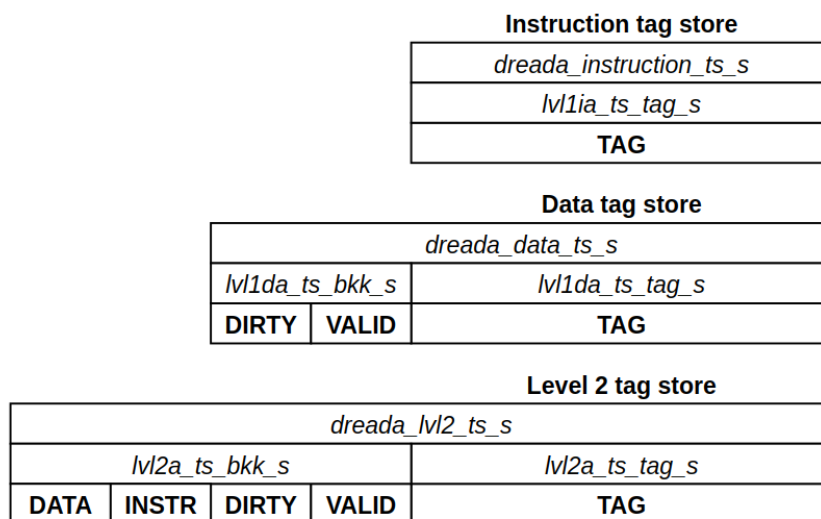 Instruction tag store
dreada_instruction_ts_s
lvl1ia_ts_tag_s
TAG
Data tag store
dreada_data_ts_s
lvl1da_ts_bkk_s lvl1da_ts_tag_s
DIRTY VALID TAG
Level 2 tag store
dreada_lvl2_ts_s
lvl2a_ts_bkk_s lvl2a_ts_tag_s
DATA INSTR DIRTY VALID TAG